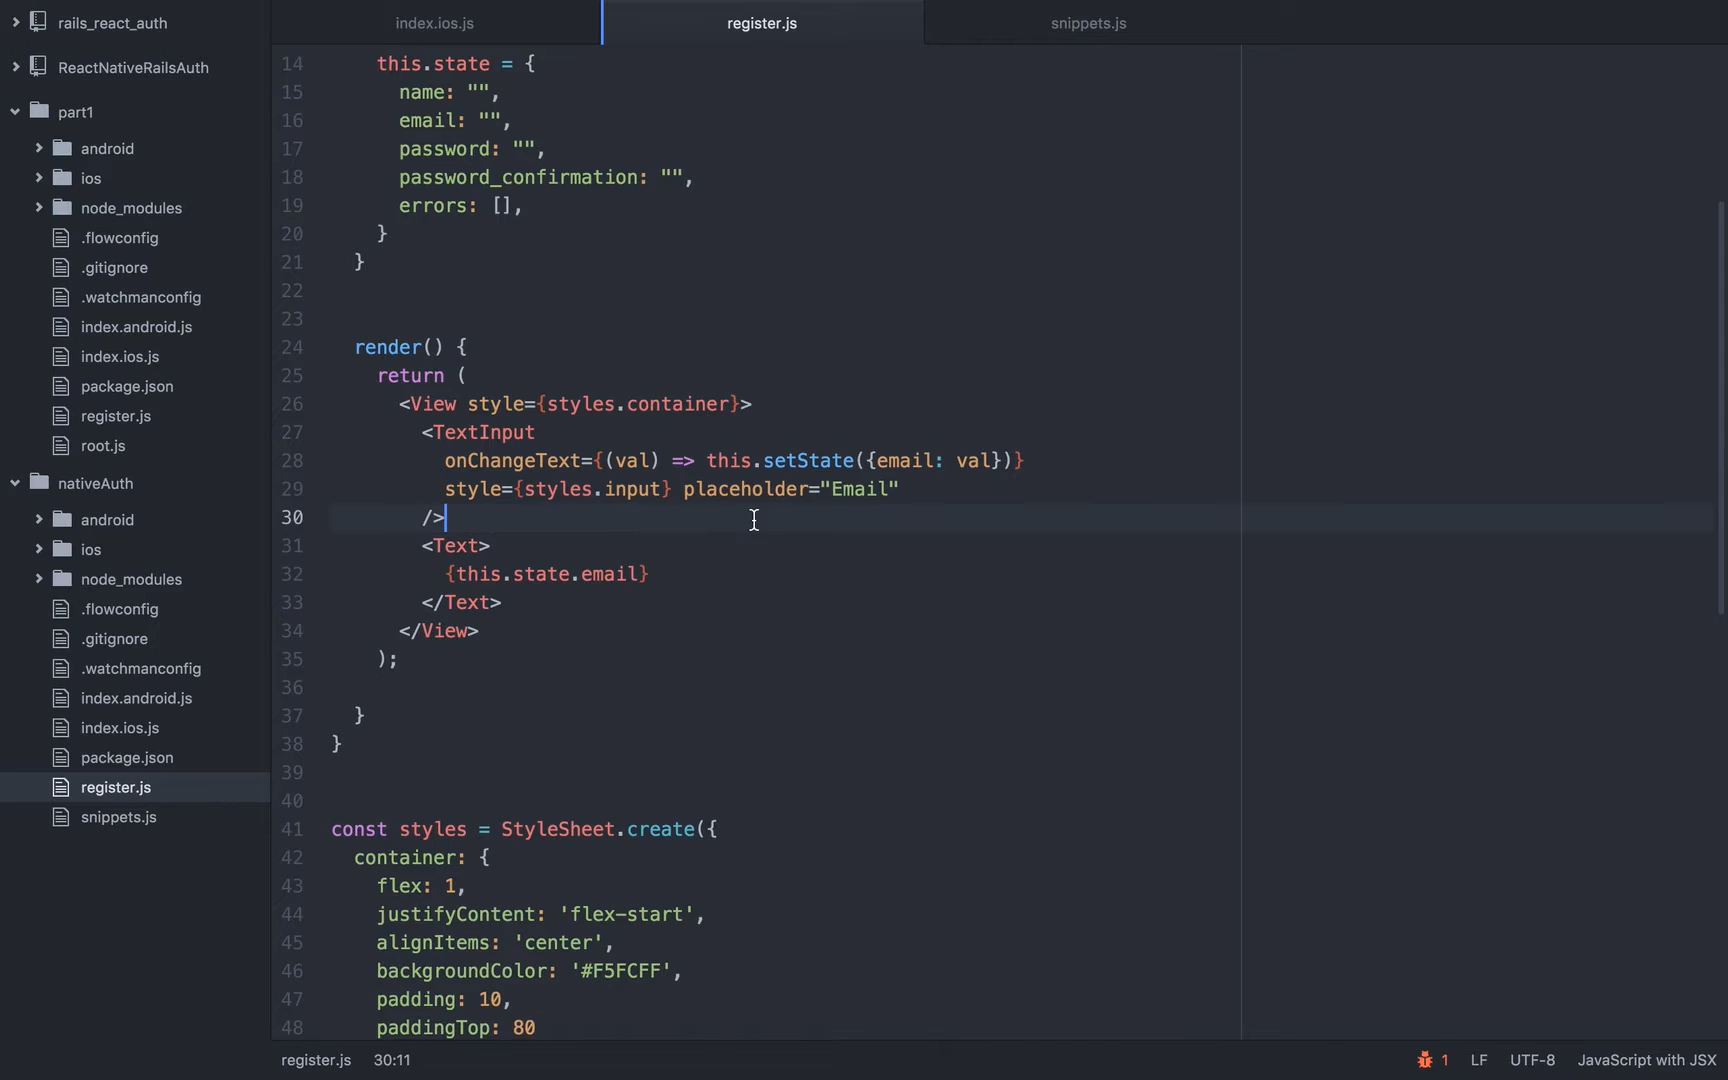 rails_react_auth
ReactNativeRailsAuth
part1
android
ios
node_modules
.flowconfig
.gitignore
.watchmanconfig
index.android.js
index.ios.js
package.json
register.js
root.js
nativeAuth
android
ios
node_modules
.flowconfig
.gitignore
.watchmanconfig
index.android.js
index.ios.js
package.json
register.js
snippets.js
index.ios.js register.js snippets.js
14 this.state = {
15 name: "",
16 email: "",
17 password: "",
18 password_confirmation: "",
19 errors: [],
20 }
21 }
22
23
24 render() {
25 return (
26 <View style={styles.container}>
27 <TextInput
28 onChangeText={(val) => this.setState({email: val})}
29 style={styles.input} placeholder="Email"
30 />
31 <Text>
32 {this.state.email}
33 </Text>
34 </View>
35 );
36
37 }
38 }
39
40
41 const styles = StyleSheet.create({
42 container: {
43 flex: 1,
44 justifyContent: 'flex-start',
45 alignItems: 'center',
46 backgroundColor: '#F5FCFF',
47 padding: 10,
48 paddingTop: 80
register.js 30:11 1 LF UTF-8 JavaScript with JSX